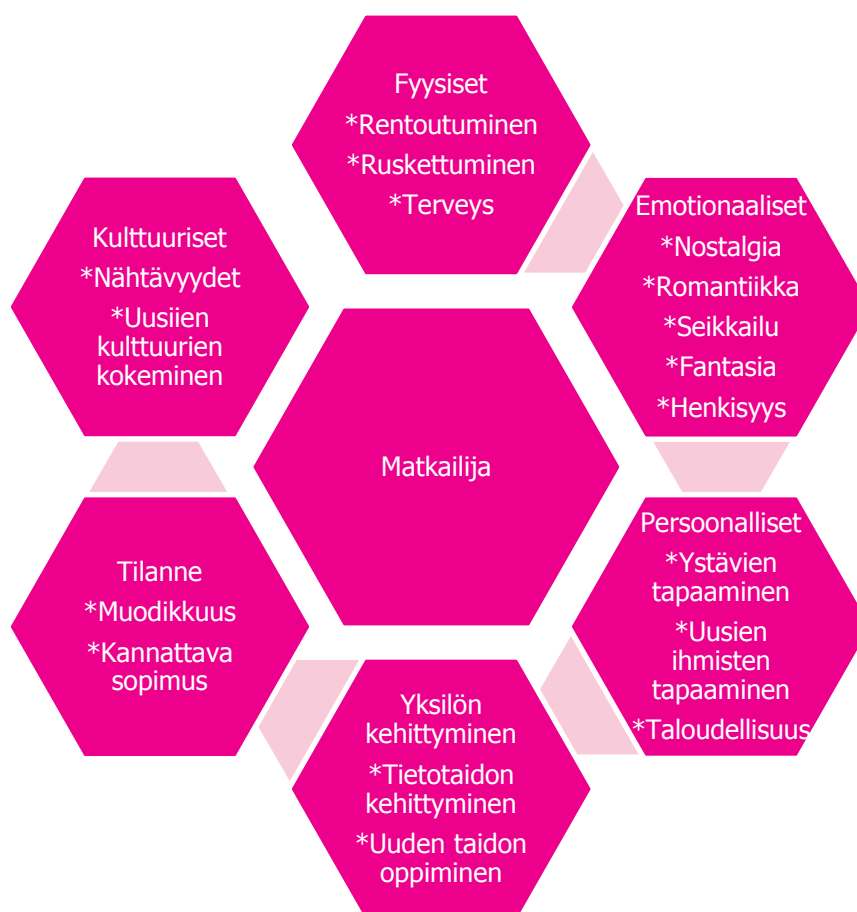 Fyysiset
*Rentoutuminen
*Ruskettuminen
*Terveys
Emotionaaliset
*Nostalgia
*Romantiikka
*Seikkailu
*Fantasia
*Henkisyys
Persoonalliset
*Ystävien
tapaaminen
*Uusien
ihmisten
tapaaminen
*Taloudellisuus
Yksilön
kehittyminen
*Tietotaidon
kehittyminen
*Uuden taidon
oppiminen
Tilanne
*Muodikkuus
*Kannattava
sopimus
Kulttuuriset
*Nähtävyydet
*Uusiien
kulttuurien
kokeminen
Matkailija